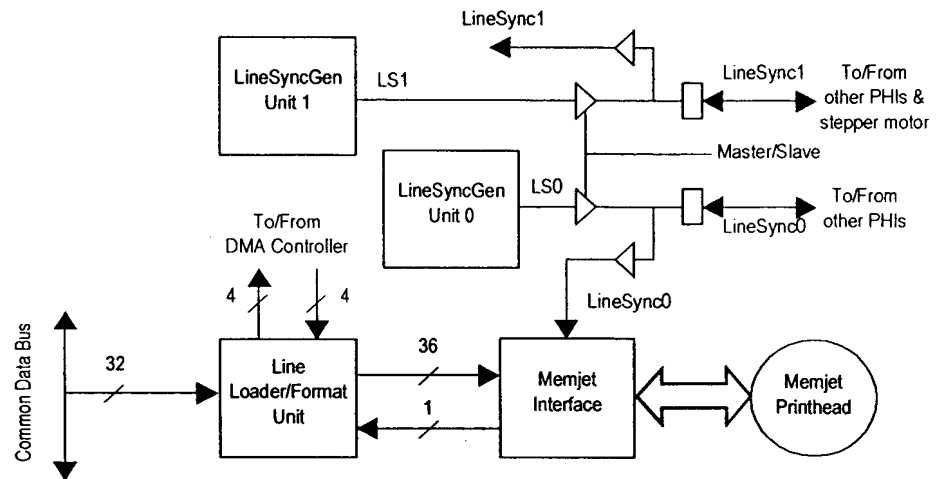 LineSync1
LineSyncGen
Unit 1
LS1
LineSync1
To/From
other PHIs &
stepper motor
Master/Slave
LineSyncGen
Unit 0
LS0
LineSync0
To/From
other PHIs
To/From
DMA Controller
4
4
LineSync0
Common Data Bus
32
Line
Loader/Format
Unit
36
1
Memjet
Interface
Memjet
Printhead